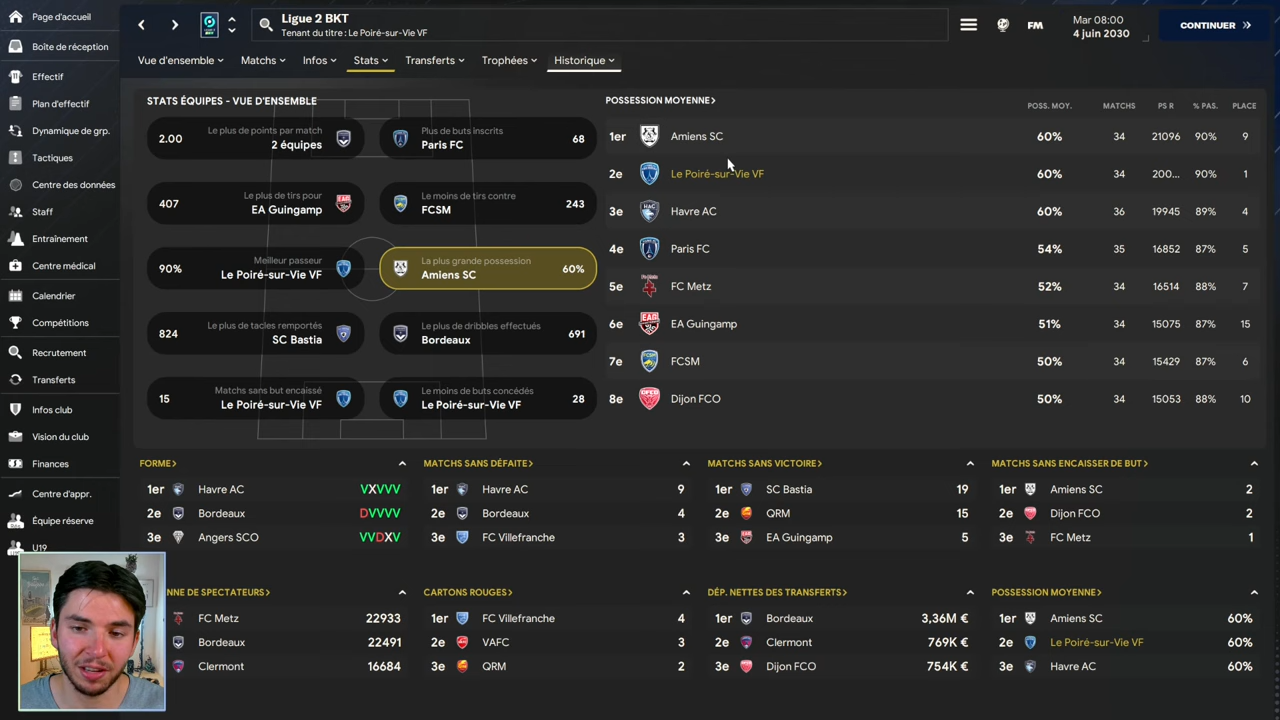 Page d'accueil
Boîte de réception
Effectif
Plan d'effectif
Dynamique de grp.
Tactiques
Centre des données
Staff
Entraînement
Centre médical
Calendrier
Compétitions
Recrutement
Transferts
Infos club
Vision du club
Finances
Centre d'appr.
Équipe réserve
U19
Ligue 2 BKT
Tenant du titre : Le Poiré-sur-Vie VF
FM
Mar 08:00
4 juin 2030
CONTINUER
Vue d'ensemble
Matchs
Infos
Stats
Transferts
Trophées
Historique
STATS ÉQUIPES - VUE D'ENSEMBLE
2.00 Le plus de points par match
2 équipes
Plus de buts inscrits
Paris FC 68
407 Le plus de tirs pour
EA Guingamp
Le moins de tirs contre
FCSM 243
90% Meilleur passeur
Le Poiré-sur-Vie VF
La plus grande possession
Amiens SC 60%
824 Le plus de tacles remportés
SC Bastia
Le plus de dribbles effectués
Bordeaux 691
15 Matchs sans but encaissé
Le Poiré-sur-Vie VF
Le moins de buts concédés
Le Poiré-sur-Vie VF 28
POSSESSION MOYENNE> POSS. MOY. MATCHS PS R % PAS. PLACE
1er Amiens SC 60% 34 21096 90% 9
2e Le Poiré-sur-Vie VF 60% 34 200... 90% 1
3e Havre AC 60% 36 19945 89% 4
4e Paris FC 54% 35 16852 87% 5
5e FC Metz 52% 34 16514 88% 7
6e EA Guingamp 51% 34 15075 87% 15
7e FCSM 50% 34 15429 87% 6
8e Dijon FCO 50% 34 15053 88% 10
FORME>
1er Havre AC VXVVV
2e Bordeaux DVVVV
3e Angers SCO VVDXV
MATCHS SANS DÉFAITE>
1er Havre AC 9
2e Bordeaux 4
3e FC Villefranche 3
MATCHS SANS VICTOIRE>
1er SC Bastia 19
2e QRM 15
3e EA Guingamp 5
MATCHS SANS ENCAISSER DE BUT>
1er Amiens SC 2
2e Dijon FCO 2
3e FC Metz 1
NNE DE SPECTATEURS>
FC Metz 22933
Bordeaux 22491
Clermont 16684
CARTONS ROUGES>
1er FC Villefranche 4
2e VAFC 3
3e QRM 2
DÉP. NETTES DES TRANSFERTS>
1er Bordeaux 3,36M €
2e Clermont 769K €
3e Dijon FCO 754K €
POSSESSION MOYENNE>
1er Amiens SC 60%
2e Le Poiré-sur-Vie VF 60%
3e Havre AC 60%